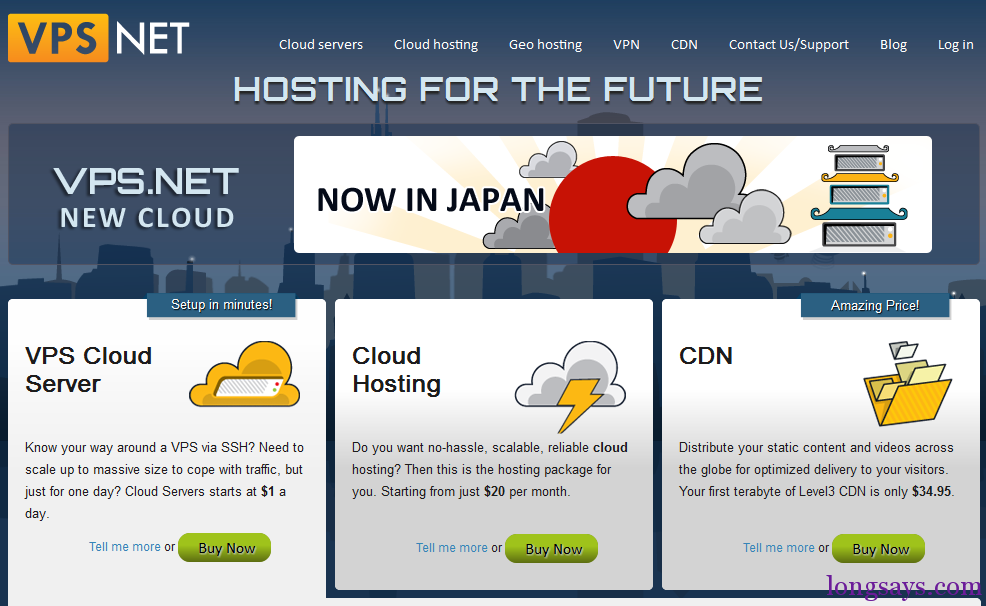 VPS NET
Cloud servers Cloud hosting Geo hosting VPN CDN Contact Us/Support Blog Log in
HOSTING FOR THE FUTURE
VPS.NET
NEW CLOUD
NOW IN JAPAN
Setup in minutes!
VPS Cloud
Server
Know your way around a VPS via SSH? Need to
scale up to massive size to cope with traffic, but
just for one day? Cloud Servers starts at $1 a
day.
Tell me more or Buy Now
Cloud
Hosting
Do you want no-hassle, scalable, reliable cloud
hosting? Then this is the hosting package for
you. Starting from just $20 per month.
Tell me more or Buy Now
Amazing Price!
CDN
Distribute your static content and videos across
the globe for optimized delivery to your visitors.
Your first terabyte of Level3 CDN is only $34.95.
Tell me more or Buy Now
longsays.com